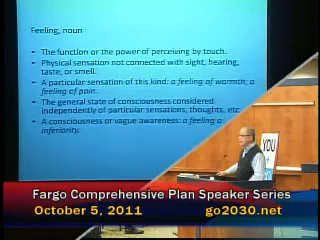 Feeling, noun
• The function or the power of perceiving by touch.
• Physical sensation not connected with sight, hearing,
taste, or smell.
• A particular sensation of this kind: a feeling of warmth; a
feeling of pain.
• The general state of consciousness considered
independently of particular sensations, thoughts, etc.
• A consciousness or vague awareness: a feeling o
inferiority.
YOU
Fargo Comprehensive Plan Speaker Series
October 5, 2011 go2030.net